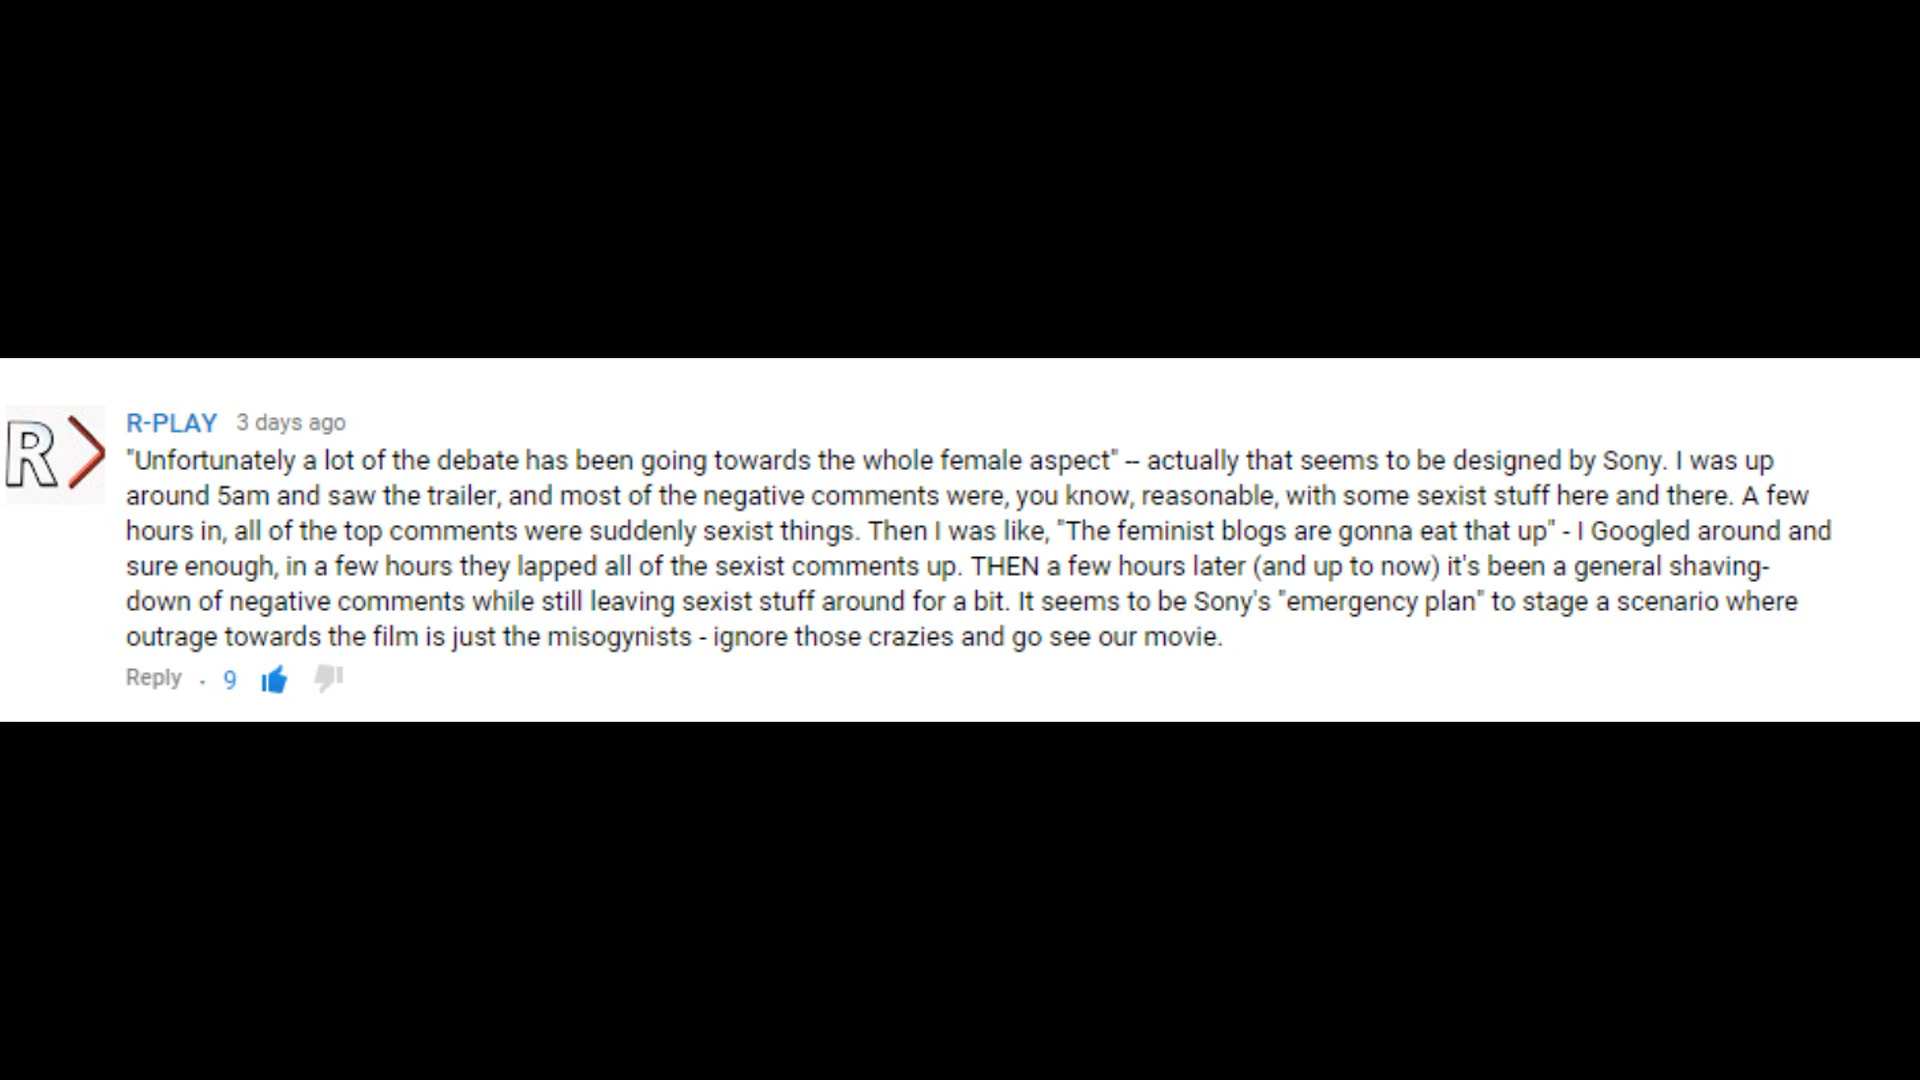 R>
R-PLAY 3 days ago
"Unfortunately a lot of the debate has been going towards the whole female aspect" -- actually that seems to be designed by Sony. I was up
around 5am and saw the trailer, and most of the negative comments were, you know, reasonable, with some sexist stuff here and there. A few
hours in, all of the top comments were suddenly sexist things. Then I was like, "The feminist blogs are gonna eat that up" - I Googled around and
sure enough, in a few hours they lapped all of the sexist comments up. THEN a few hours later (and up to now) it's been a general shaving-
down of negative comments while still leaving sexist stuff around for a bit. It seems to be Sony's "emergency plan" to stage a scenario where
outrage towards the film is just the misogynists - ignore those crazies and go see our movie.
Reply · 9